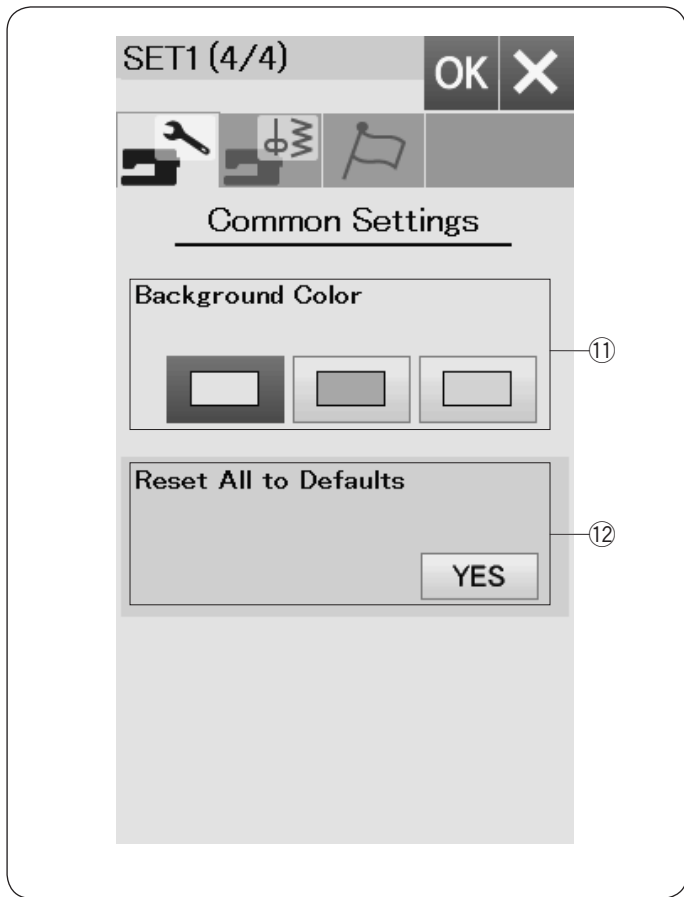 SET1 (4/4)
OK
Common Settings
Background Color
⑪
Reset All to Defaults
⑫
YES